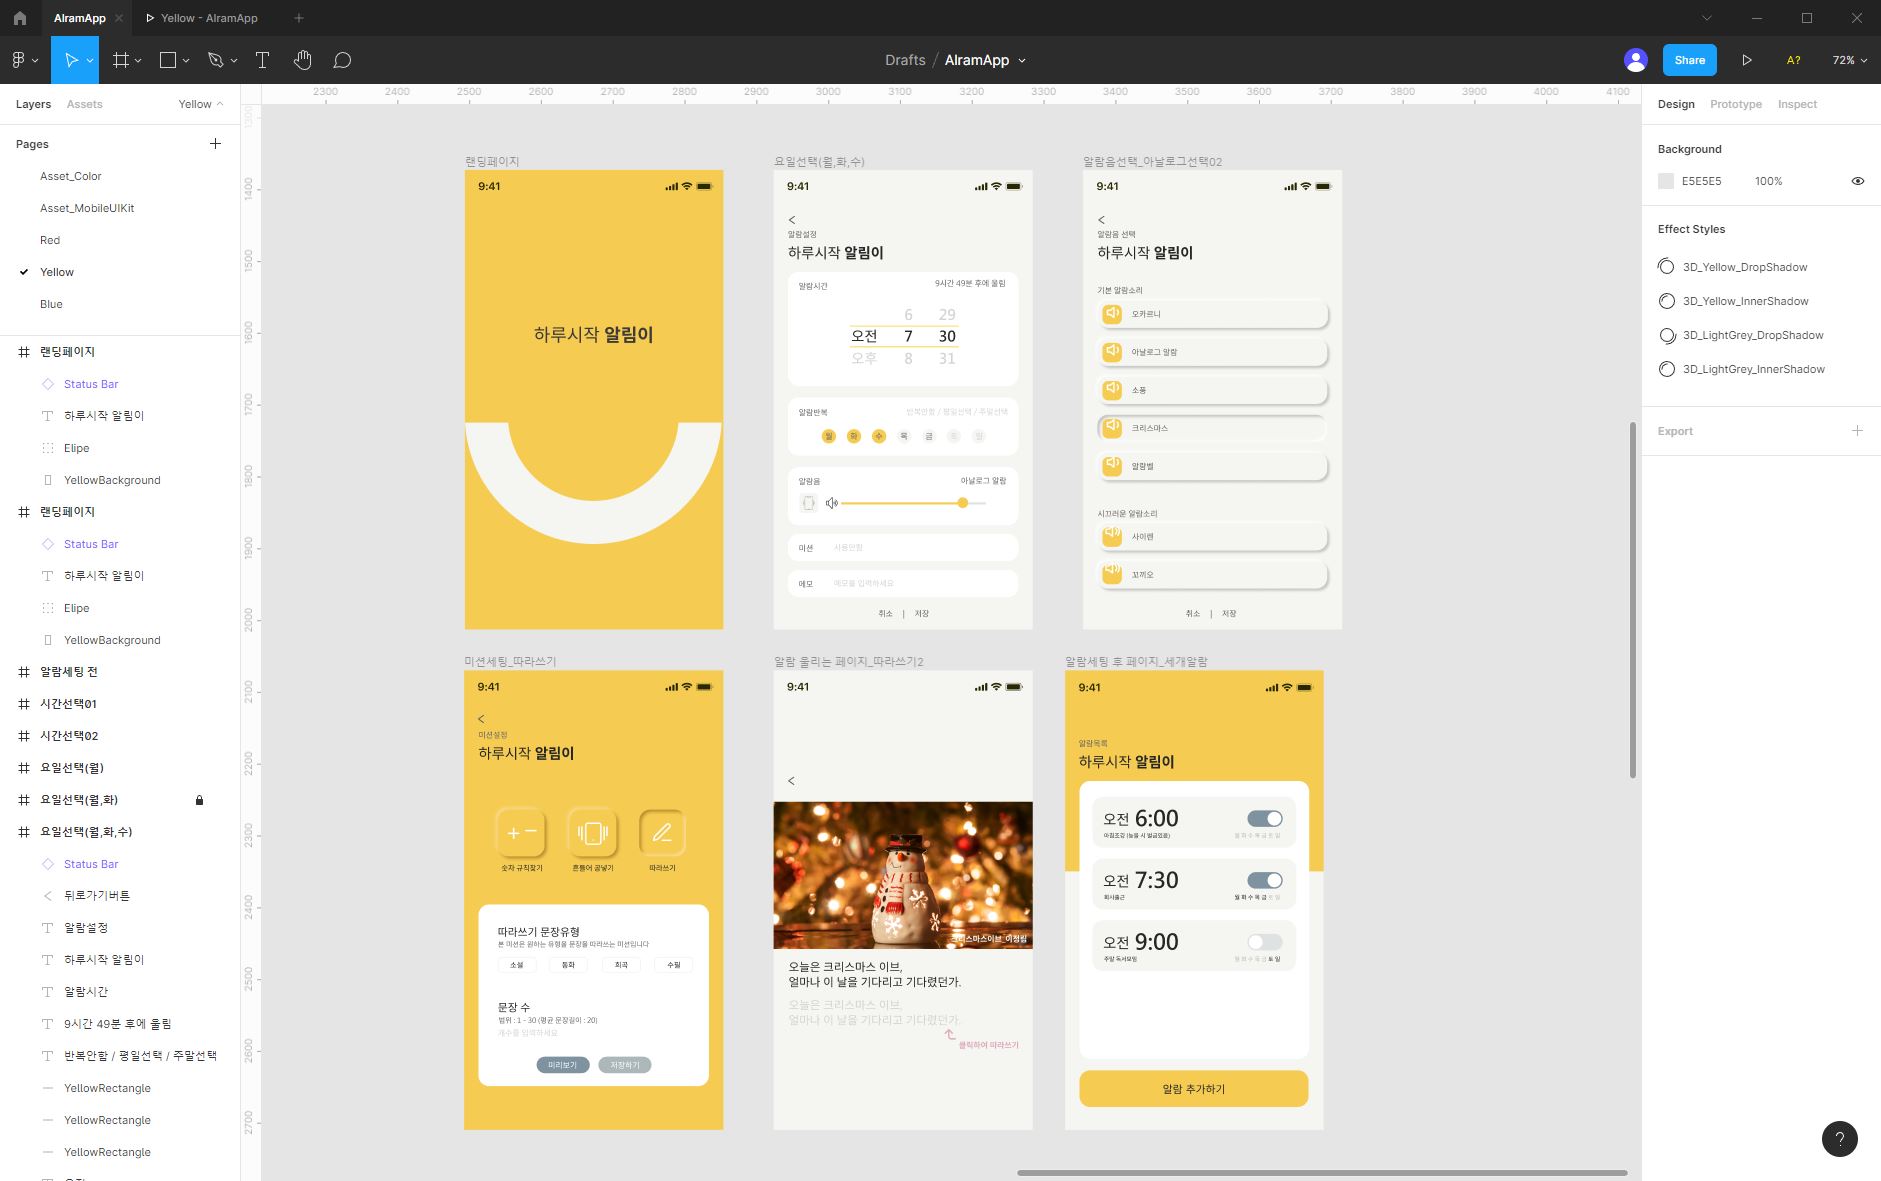 AlramApp
Yellow - AlramApp
Drafts / AlramApp
Share
A?
72%
Layers
Assets
Yellow
Pages
Asset_Color
Asset_MobileUIKit
Red
Yellow
Blue
랜딩페이지
Status Bar
하루시작 알림이
Elipe
YellowBackground
랜딩페이지
Status Bar
하루시작 알림이
Elipe
YellowBackground
알람세팅 전
시간선택01
시간선택02
요일선택(월)
요일선택(월,화)
요일선택(월,화,수)
Status Bar
뒤로가기버튼
알람설정
하루시작 알림이
알람시간
9시간 49분 후에 울림
반복안함 / 평일선택 / 주말선택
YellowRectangle
YellowRectangle
YellowRectangle
2300 2400 2500 2600 2700 2800 2900 3000 3100 3200 3300 3400 3500 3600 3700 3800 3900 4000 4100
1300
1400
1500
1600
1700
1800
1900
2000
2100
2200
2300
2400
2500
2600
2700
랜딩페이지
9:41
하루시작 알림이
요일선택(월,화,수)
9:41
<
알람설정
하루시작 알림이
알람시간
9시간 49분 후에 울림
6 29
오전 7 30
오후 8 31
알람반복
반복안함 / 평일선택 / 주말선택
월 화 수 목 금 토 일
알람음
아날로그 알람
미션
사용안함
메모
메모를 입력하세요
취소 | 저장
알람음선택_아날로그선택02
9:41
<
알람음 선택
하루시작 알림이
기본 알람소리
오카르니
아날로그 알람
소풍
크리스마스
알람벨
시끄러운 알람소리
사이렌
꼬끼오
취소 | 저장
미션세팅_따라쓰기
9:41
<
미션설정
하루시작 알림이
숫자 규칙찾기
흔들어 공넣기
따라쓰기
따라쓰기 문장유형
본 미션은 원하는 유형을 문장을 따라쓰는 미션입니다
소설
동화
희곡
수필
문장 수
범위 : 1 - 30 (평균 문장길이 : 20)
개수를 입력하세요
미리보기
저장하기
알람 울리는 페이지_따라쓰기2
9:41
<
크리스마스이브_이정림
오늘은 크리스마스 이브,
얼마나 이 날을 기다리고 기다렸던가.
오늘은 크리스마스 이브,
얼마나 이 날을 기다리고 기다렸던가.
클릭하여 따라쓰기
알람세팅 후 페이지_세개알람
9:41
알람목록
하루시작 알림이
오전 6:00
월 화 수 목 금 토 일
오전 7:30
회사출근
월 화 수 목 금 토 일
오전 9:00
주말 독서모임
월 화 수 목 금 토 일
알람 추가하기
Design
Prototype
Inspect
Background
E5E5E5
100%
Effect Styles
3D_Yellow_DropShadow
3D_Yellow_InnerShadow
3D_LightGrey_DropShadow
3D_LightGrey_InnerShadow
Export
?